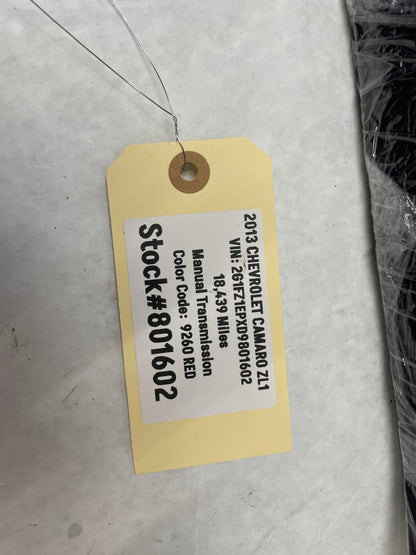 2013 CHEVROLET CAMARO ZL1
VIN: 2G1FZ1EPXD9801602
18,439 Miles
Manual Transmission
Color Code: 9260 RED
Stock#801602